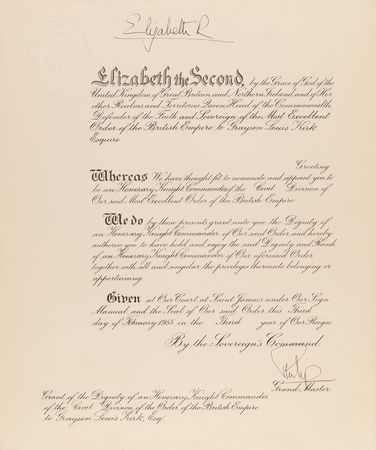 Elizabeth R
Elizabeth the Second, by the Grace of God of the
United Kingdom of Great Britain and Northern Ireland and of Her
other Realms and Territories, Queen Head of the Commonwealth,
Defender of the Faith and Sovereign of the Most Excellent
Order of the British Empire to Grayson Louis Kirk
Esquire
Greeting
Whereas We have thought fit to nominate and appoint you to
be an Honorary Knight Commander of the Civil Division of
Our said Most Excellent Order of the British Empire
We do by these presents grant unto you the Dignity of
an Honorary Knight Commander of Our said Order and hereby
authorise you to have hold and enjoy the said Dignity and Rank
of an Honorary Knight Commander of Our aforesaid Order
together with all and singular the privileges thereunto belonging or
appertaining.
Given at Our Court at Saint James's under Our Sign
Manual and the Seal of Our said Order this Third
day of February 1955 in the Third year of Our Reign.
By the Sovereign's Command.
Philip
Grand Master.
Grant of the Dignity of an Honorary Knight Commander
of the Civil Division of the Order of the British Empire
to Grayson Louis Kirk, Esq.